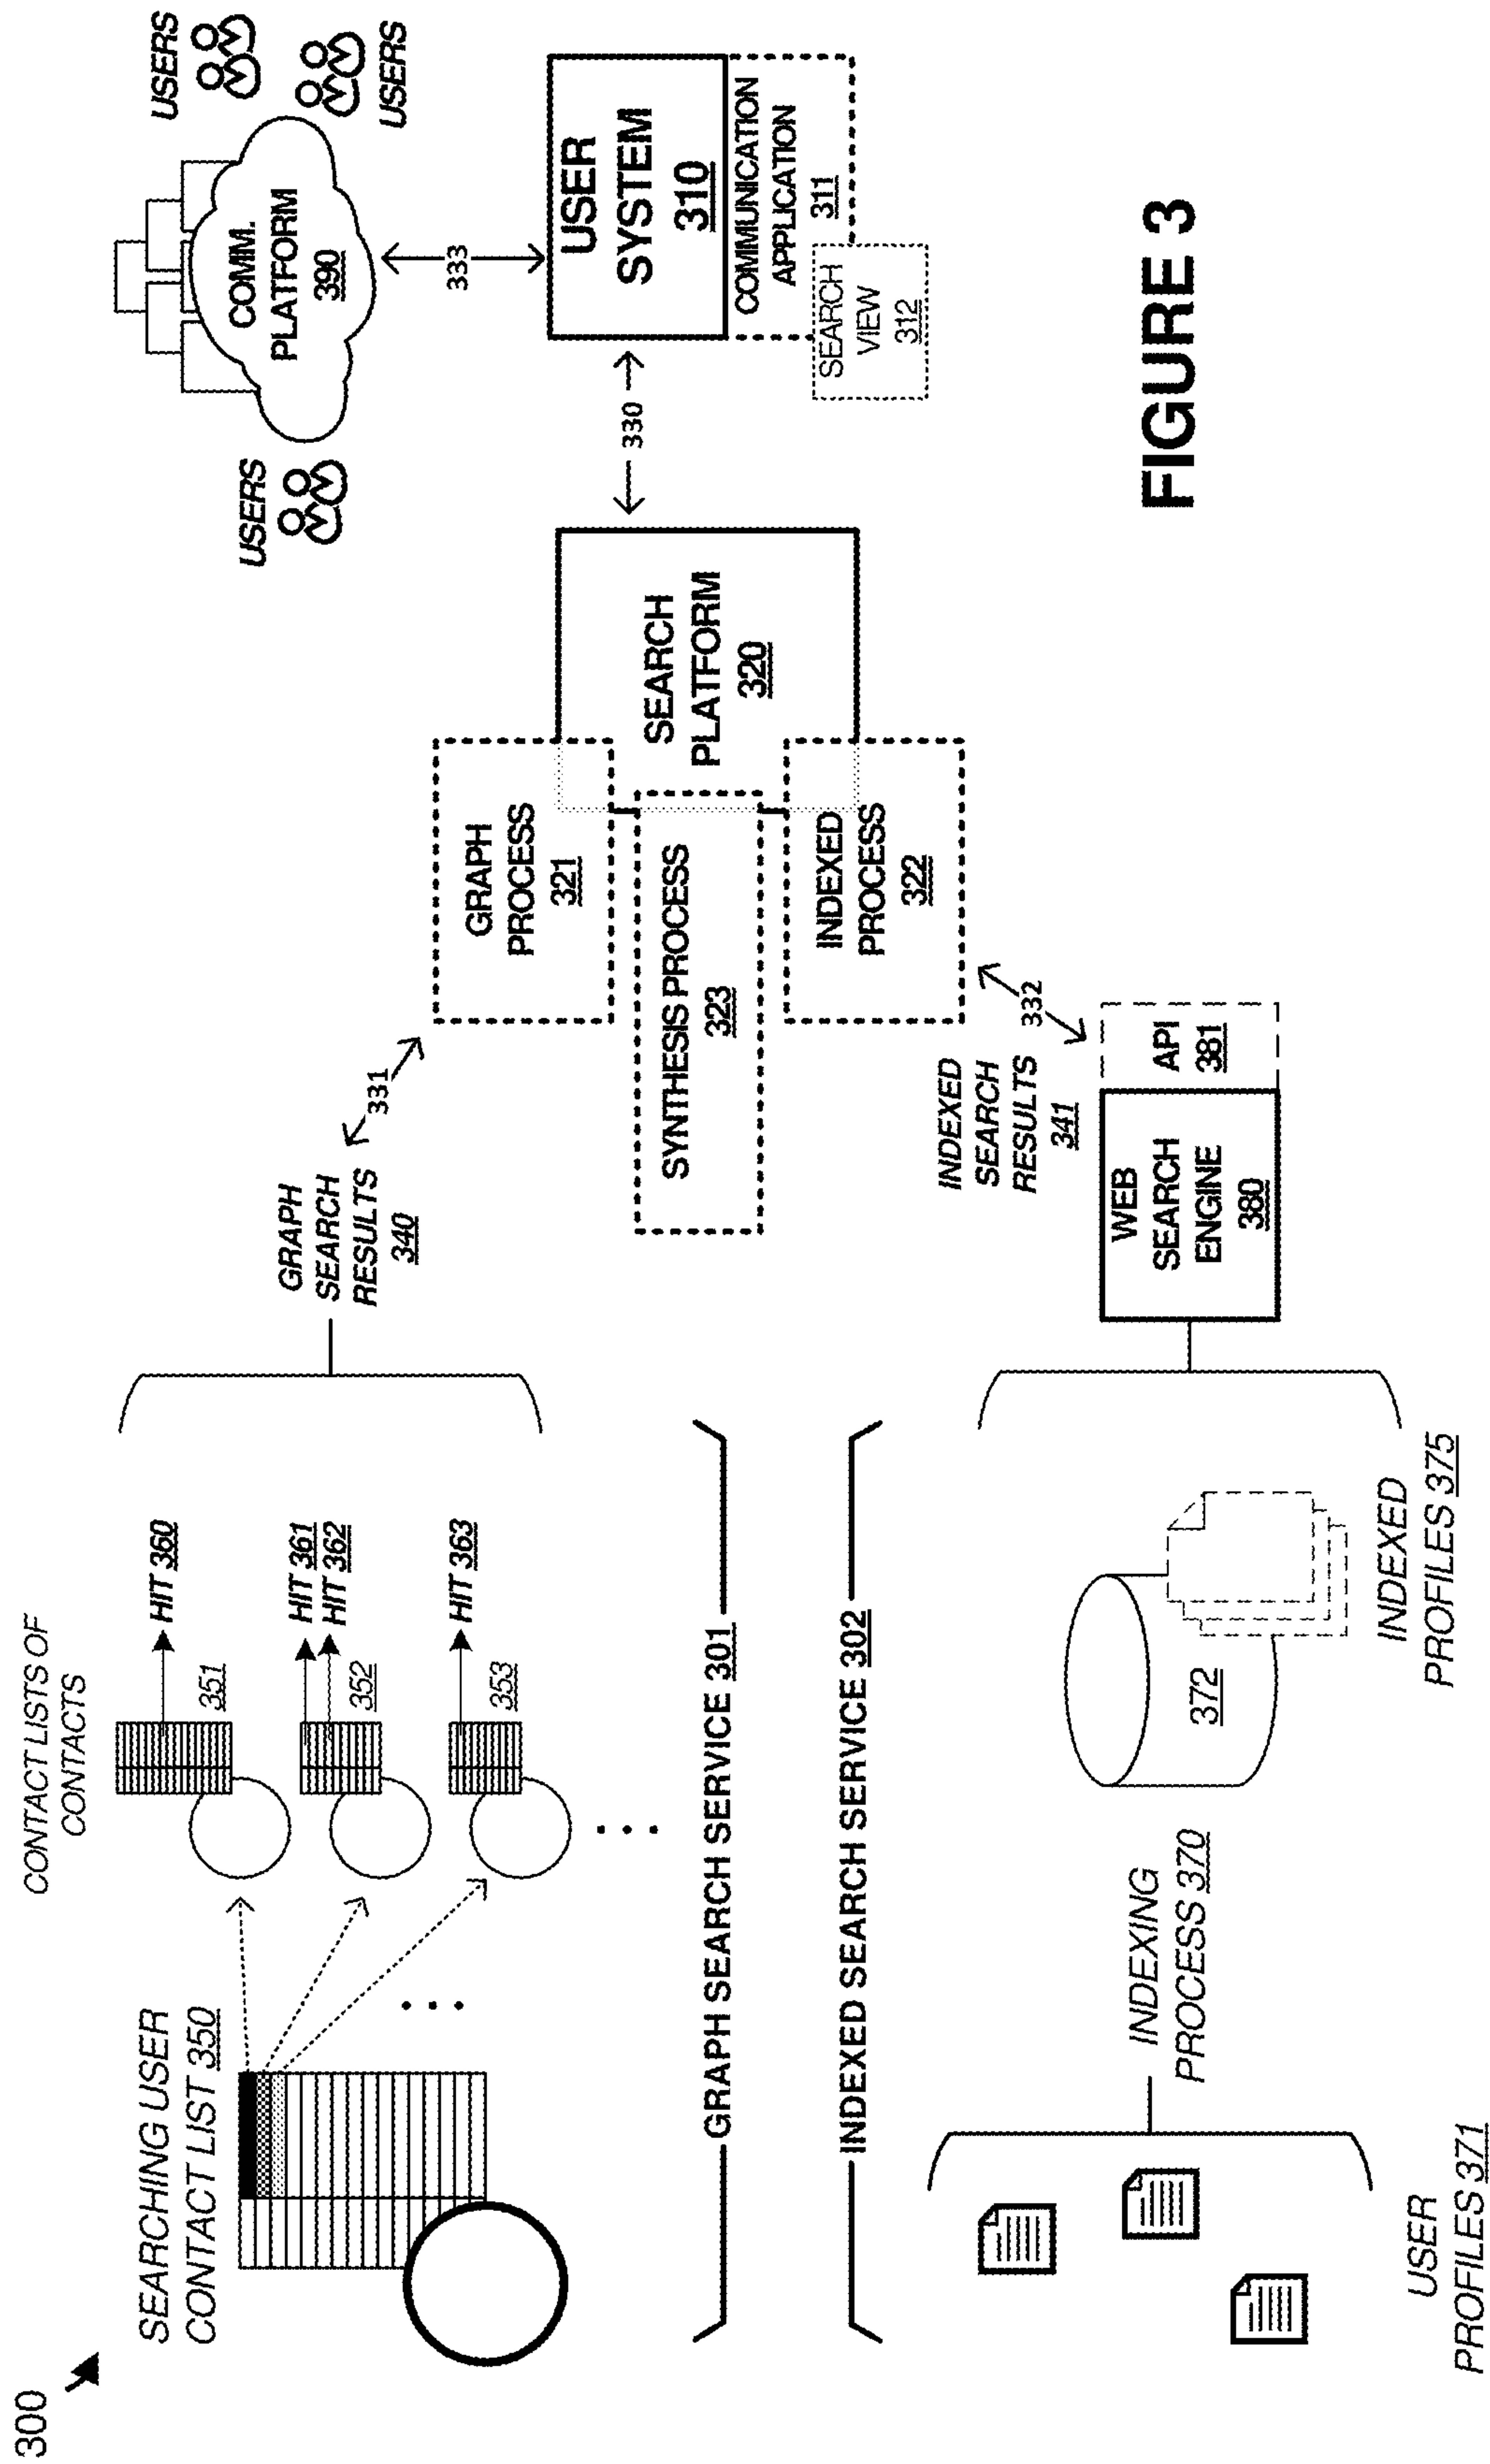 300
SEARCHING USER
CONTACT LIST 350
CONTACT LISTS OF
CONTACTS
HIT 360
351
HIT 361
HIT 362
352
HIT 363
353
GRAPH
SEARCH
RESULTS
340
331
GRAPH SEARCH SERVICE 301
INDEXED SEARCH SERVICE 302
USER
PROFILES 371
INDEXING
PROCESS 370
372
INDEXED
PROFILES 375
WEB
SEARCH
ENGINE
380
API
381
INDEXED
SEARCH
RESULTS
341
332
GRAPH
PROCESS
321
SYNTHESIS PROCESS
323
INDEXED
PROCESS
322
SEARCH
PLATFORM
320
330
USERS
COMM.
PLATFORM
390
USERS
USERS
333
USER
SYSTEM
310
COMMUNICATION
APPLICATION
311
SEARCH
VIEW
312
FIGURE 3